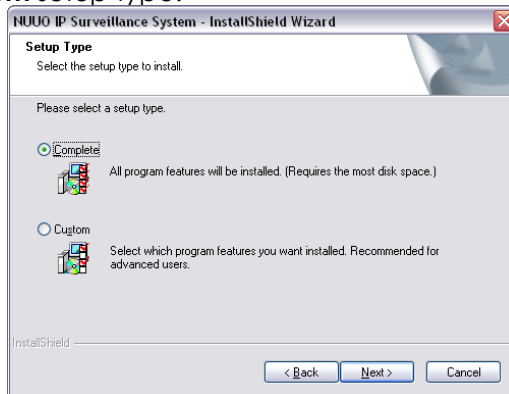 setup type.
NUUO IP Surveillance System - InstallShield Wizard
Setup Type
Select the setup type to install.
Please select a setup type.
Complete
All program features will be installed. (Requires the most disk space.)
Custom
Select which program features you want installed. Recommended for
advanced users.
InstallShield
< Back
Next >
Cancel